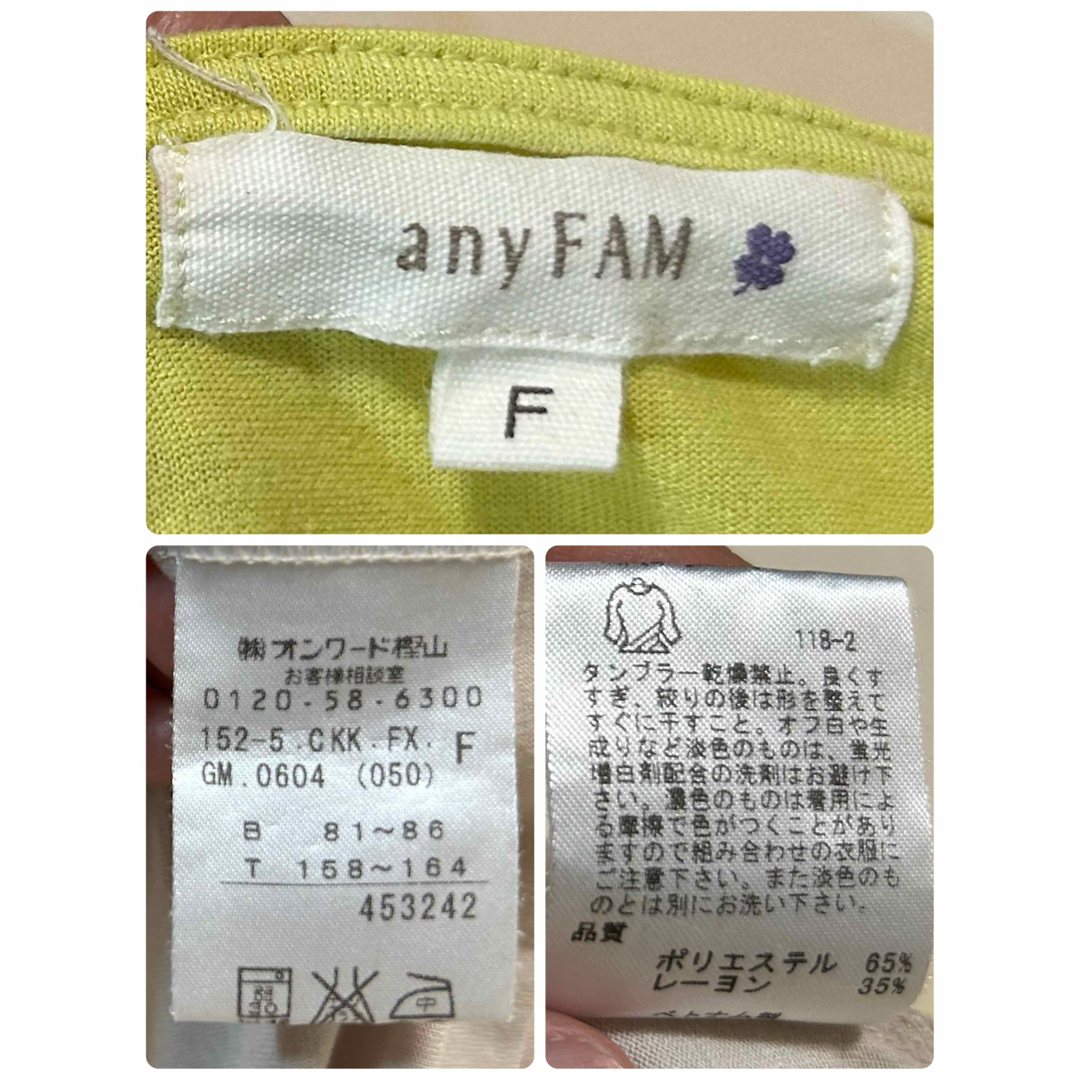 any FAM
F
㈱オンワード樫山
お客様相談室
0120-58-6300
152-5.CKK.FX. F
GM.0604 (050)
B 81～86
T 158～164
453242
中
118-2
タンブラー乾燥禁止。良くす
すぎ、絞りの後は形を整えて
すぐに干すこと。オフ白や生
成りなど淡色のものは、蛍光
増白剤配合の洗剤はお避け下
さい。濃色のものは着用によ
る摩擦で色がつくことがあり
ますので組み合わせの衣服に
ご注意下さい。また淡色のも
のとは別にお洗い下さい。
品質
ポリエステル 65%
レーヨン 35%